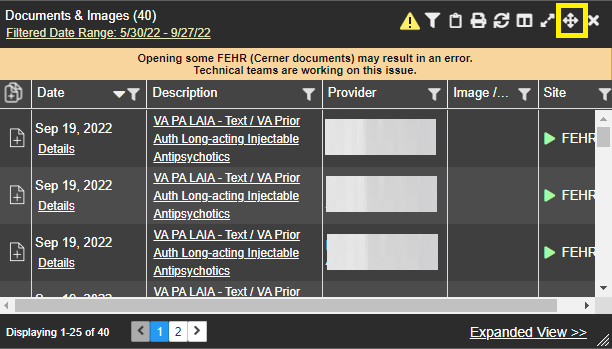 Documents & Images (40)
Filtered Date Range: 5/30/22 - 9/27/22
Opening some FEHR (Cerner documents) may result in an error.
Technical teams are working on this issue.
Date Description Provider Image /... Site
Sep 19, 2022
Details
VA PA LAIA - Text / VA Prior
Auth Long-acting Injectable
Antipsychotics
FEHR
Sep 19, 2022
Details
VA PA LAIA - Text / VA Prior
Auth Long-acting Injectable
Antipsychotics
FEHR
Sep 19, 2022
Details
VA PA LAIA - Text / VA Prior
Auth Long-acting Injectable
Antipsychotics
FEHR
Sep 19, 2022
VA PA LAIA - Text / VA Prior
Displaying 1-25 of 40
< 1 2 >
Expanded View >>